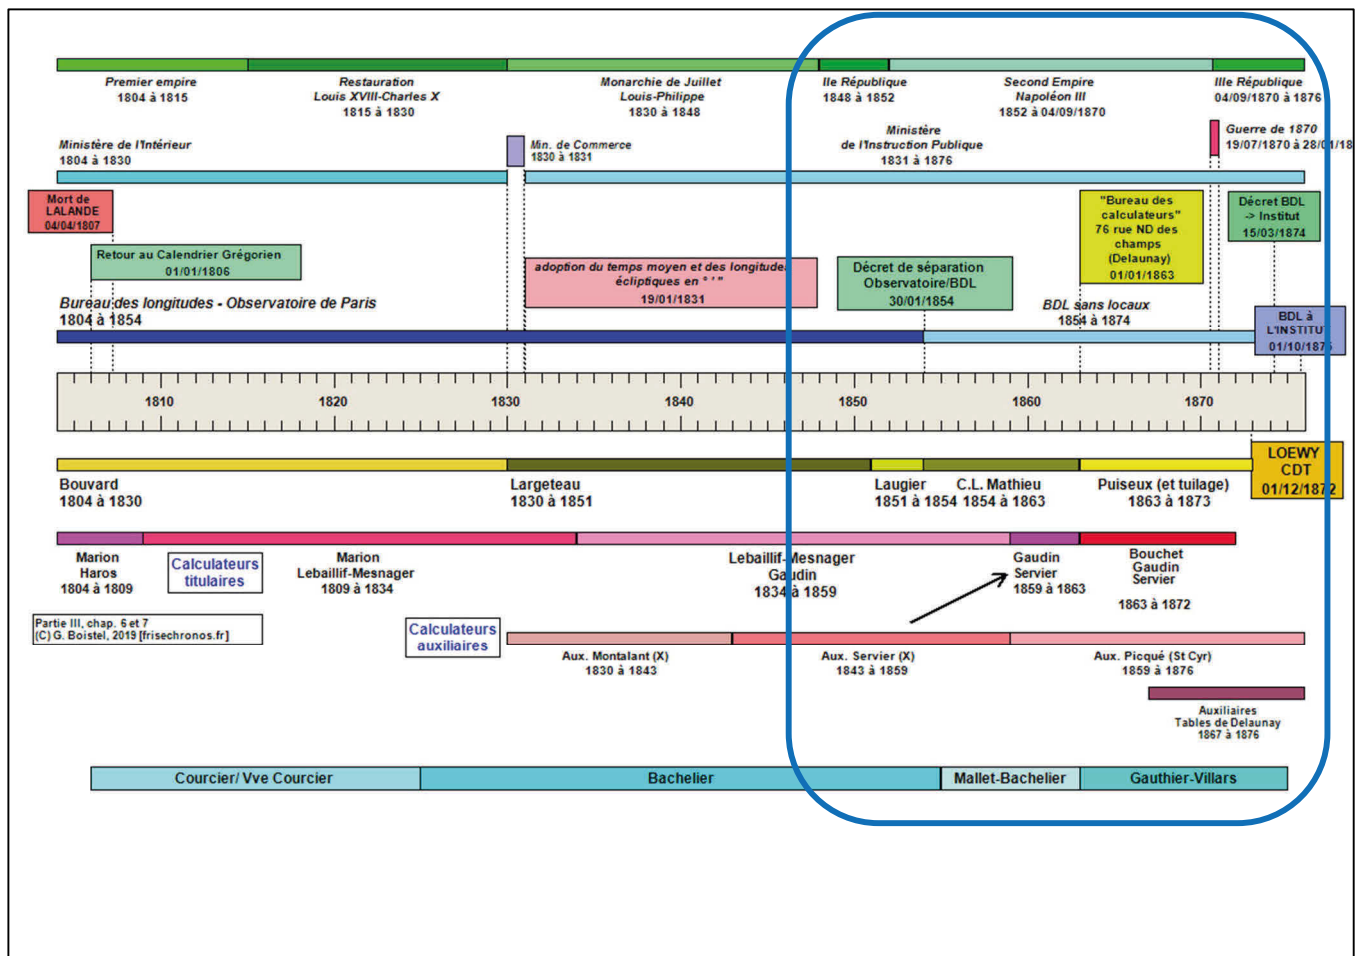 Premier empire
1804 à 1815
Restauration
Louis XVIII-Charles X
1815 à 1830
Monarchie de Juillet
Louis-Philippe
1830 à 1848
IIe République
1848 à 1852
Second Empire
Napoléon III
1852 à 04/09/1870
IIIe République
04/09/1870 à 1876
Ministère de l'Intérieur
1804 à 1830
Min. de Commerce
1830 à 1831
Ministère
de l'Instruction Publique
1831 à 1876
Guerre de 1870
19/07/1870 à 28/01/18
Mort de
LALANDE
04/04/1807
Retour au Calendrier Grégorien
01/01/1806
adoption du temps moyen et des longitudes
écliptiques en ° ' "
19/01/1831
Décret de séparation
Observatoire/BDL
30/01/1854
"Bureau des
calculateurs"
76 rue ND des
champs
(Delaunay)
01/01/1863
Décret BDL
-> Institut
15/03/1874
Bureau des longitudes - Observatoire de Paris
1804 à 1854
BDL sans locaux
1854 à 1874
BDL à
L'INSTITUT
1810
1820
1830
1840
1850
1860
1870
Bouvard
1804 à 1830
Largeteau
1830 à 1851
Laugier
1851 à 1854
C.L. Mathieu
1854 à 1863
Puiseux (et tuilage)
1863 à 1873
LOEWY
CDT
01/12/1872
Marion
Haros
1804 à 1809
Calculateurs
titulaires
Marion
Lebaillif-Mesnager
1809 à 1834
Lebaillif-Mesnager
Gaudin
1834 à 1859
Gaudin
Servier
1859 à 1863
Bouchet
Gaudin
Servier
1863 à 1872
Partie III, chap. 6 et 7
(C) G. Boistel, 2019 [frisechronos.fr]
Calculateurs
auxiliaires
Aux. Montalant (X)
1830 à 1843
Aux. Servier (X)
1843 à 1859
Aux. Picqué (St Cyr)
1859 à 1876
Auxiliaires
Tables de Delaunay
1867 à 1876
Courcier/ Vve Courcier
Bachelier
Mallet-Bachelier
Gauthier-Villars